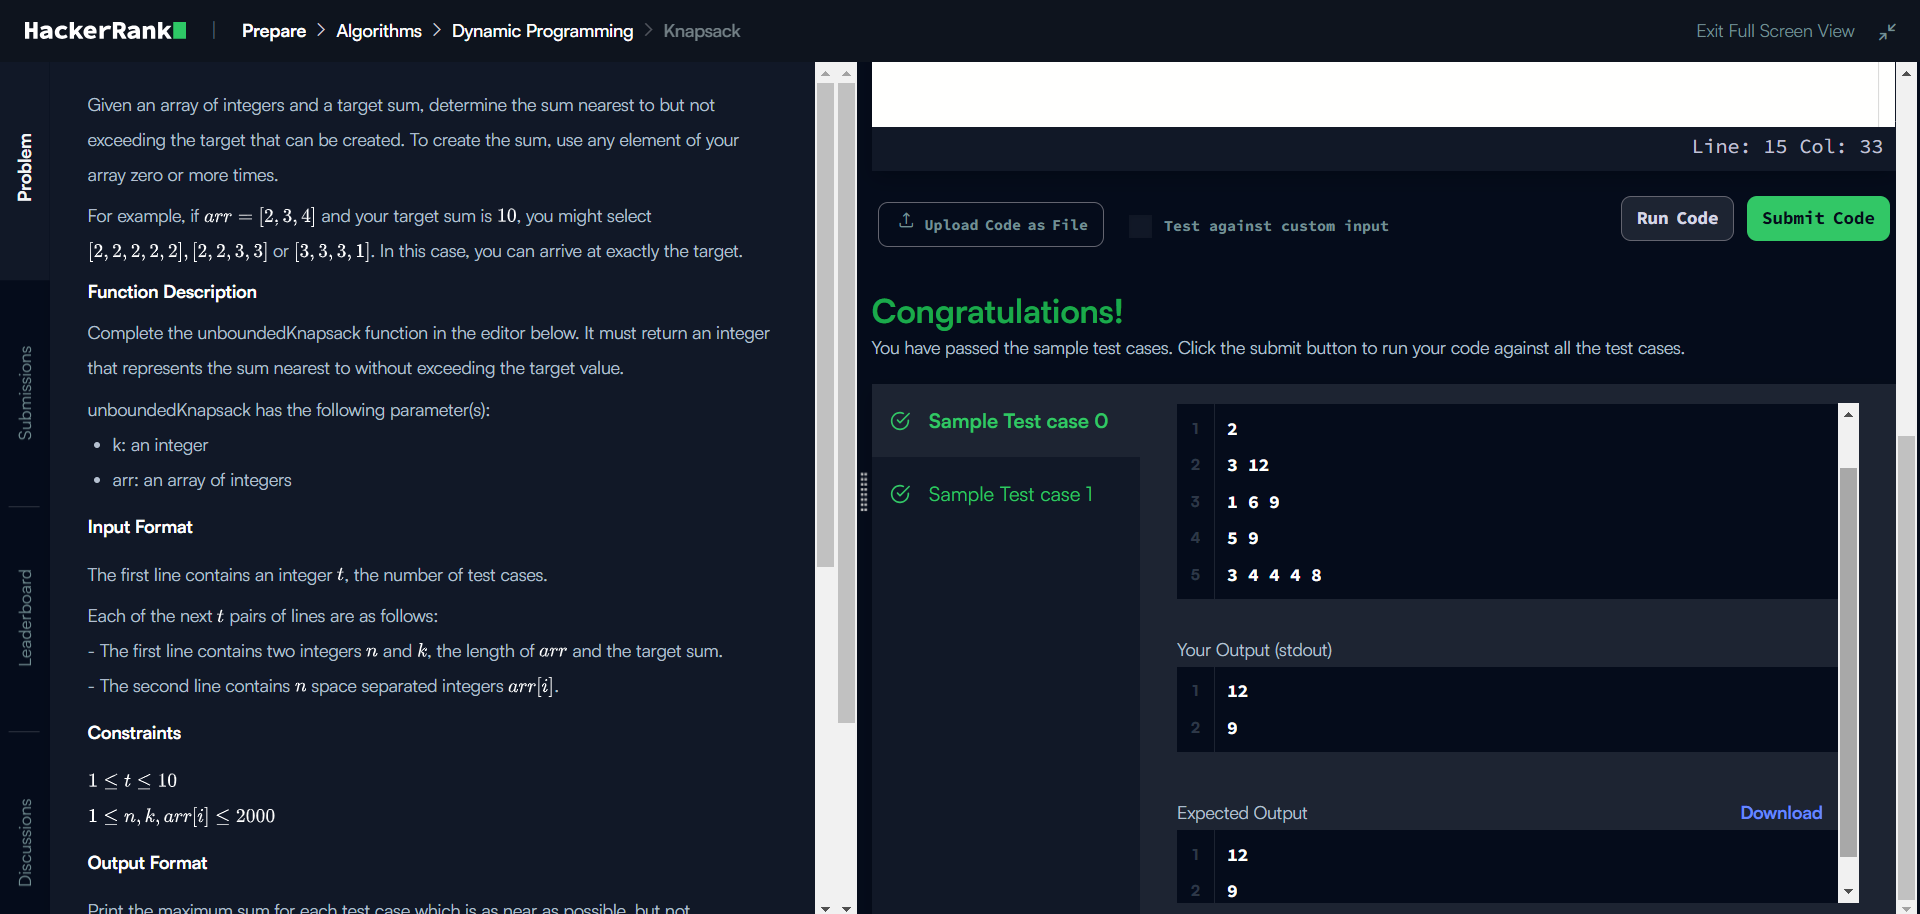 HackerRank | Prepare > Algorithms > Dynamic Programming > Knapsack
Exit Full Screen View
Problem
Submissions
Leaderboard
Discussions
Given an array of integers and a target sum, determine the sum nearest to but not
exceeding the target that can be created. To create the sum, use any element of your
array zero or more times.
For example, if arr = [2, 3, 4] and your target sum is 10, you might select
[2, 2, 2, 2, 2], [2, 2, 3, 3] or [3, 3, 3, 1]. In this case, you can arrive at exactly the target.
Function Description
Complete the unboundedKnapsack function in the editor below. It must return an integer
that represents the sum nearest to without exceeding the target value.
unboundedKnapsack has the following parameter(s):
• k: an integer
• arr: an array of integers
Input Format
The first line contains an integer t, the number of test cases.
Each of the next t pairs of lines are as follows:
- The first line contains two integers n and k, the length of arr and the target sum.
- The second line contains n space separated integers arr[i].
Constraints
1 ≤ t ≤ 10
1 ≤ n, k, arr[i] ≤ 2000
Output Format
Print the maximum sum for each test case which is as near as possible, but not
Line: 15 Col: 33
Upload Code as File
Test against custom input
Run Code
Submit Code
Congratulations!
You have passed the sample test cases. Click the submit button to run your code against all the test cases.
Sample Test case 0
Sample Test case 1
1 2
2 3 12
3 1 6 9
4 5 9
5 3 4 4 4 8
Your Output (stdout)
1 12
2 9
Expected Output
Download
1 12
2 9